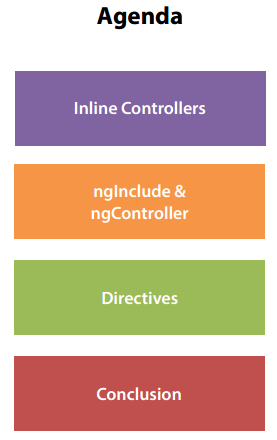 Agenda
Inline Controllers
ngInclude &
ngController
Directives
Conclusion